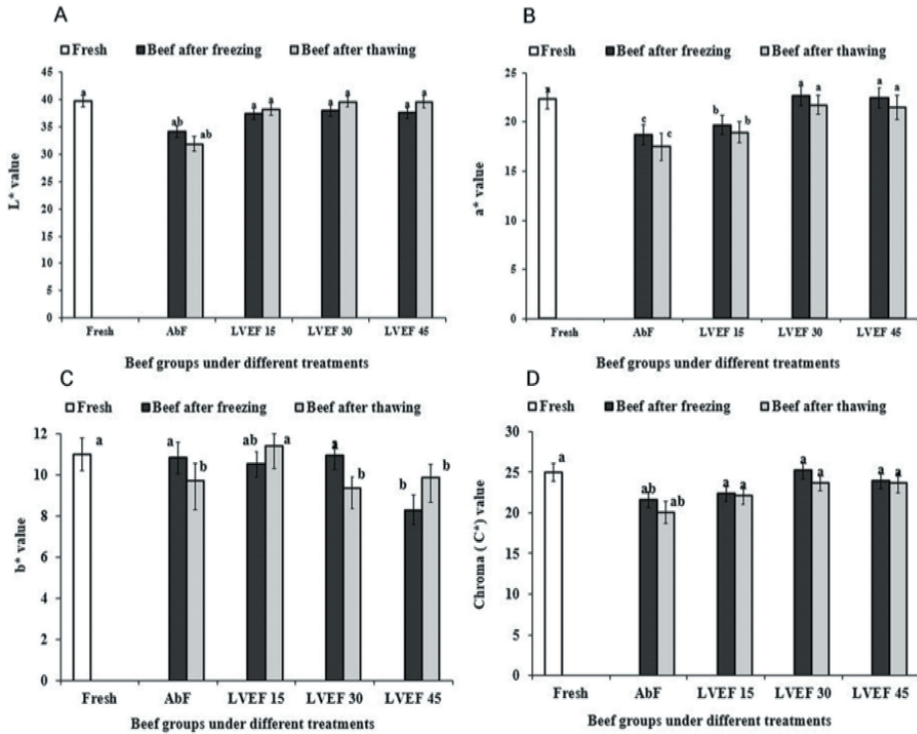 A
Fresh Beef after freezing Beef after thawing
L* value
45
40
35
30
25
20
15
10
5
0
a
ab
ab
a
a
a
a
a
a
Fresh AbF LVEF 15 LVEF 30 LVEF 45
Beef groups under different treatments
B
Fresh Beef after freezing Beef after thawing
a* value
25
20
15
10
5
0
a
c
c
b
b
a
a
a
a
Fresh AbF LVEF 15 LVEF 30 LVEF 45
Beef groups under different treatments
C
Fresh Beef after freezing Beef after thawing
b* value
12
10
8
6
4
2
0
a
a
b
ab
a
a
b
b
b
Fresh AbF LVEF 15 LVEF 30 LVEF 45
Beef groups under different treatments
D
Fresh Beef after freezing Beef after thawing
Chroma ( C*) value
30
25
20
15
10
5
0
a
ab
ab
a
a
a
a
a
a
Fresh AbF LVEF 15 LVEF 30 LVEF 45
Beef groups under different treatments